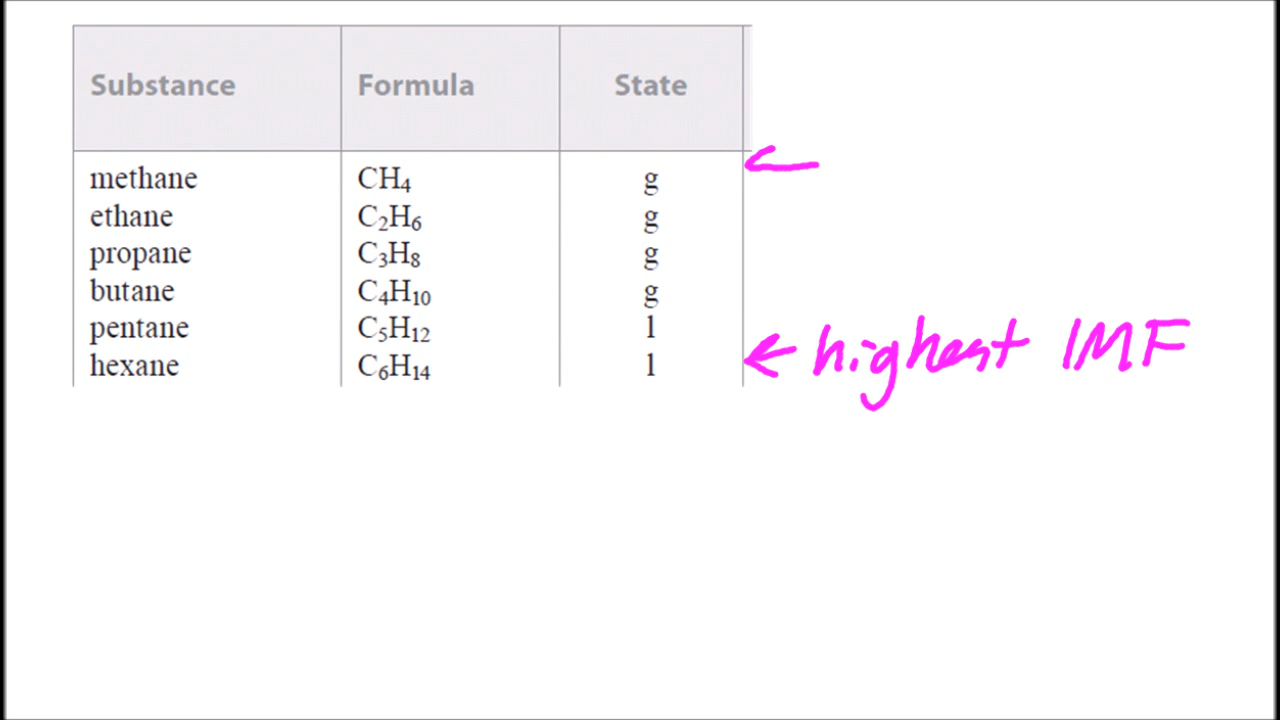 Substance Formula State
methane CH₄ g
ethane C₂H₆ g
propane C₃H₈ g
butane C₄H₁₀ g
pentane C₅H₁₂ l
hexane C₆H₁₄ l
← highest IMF